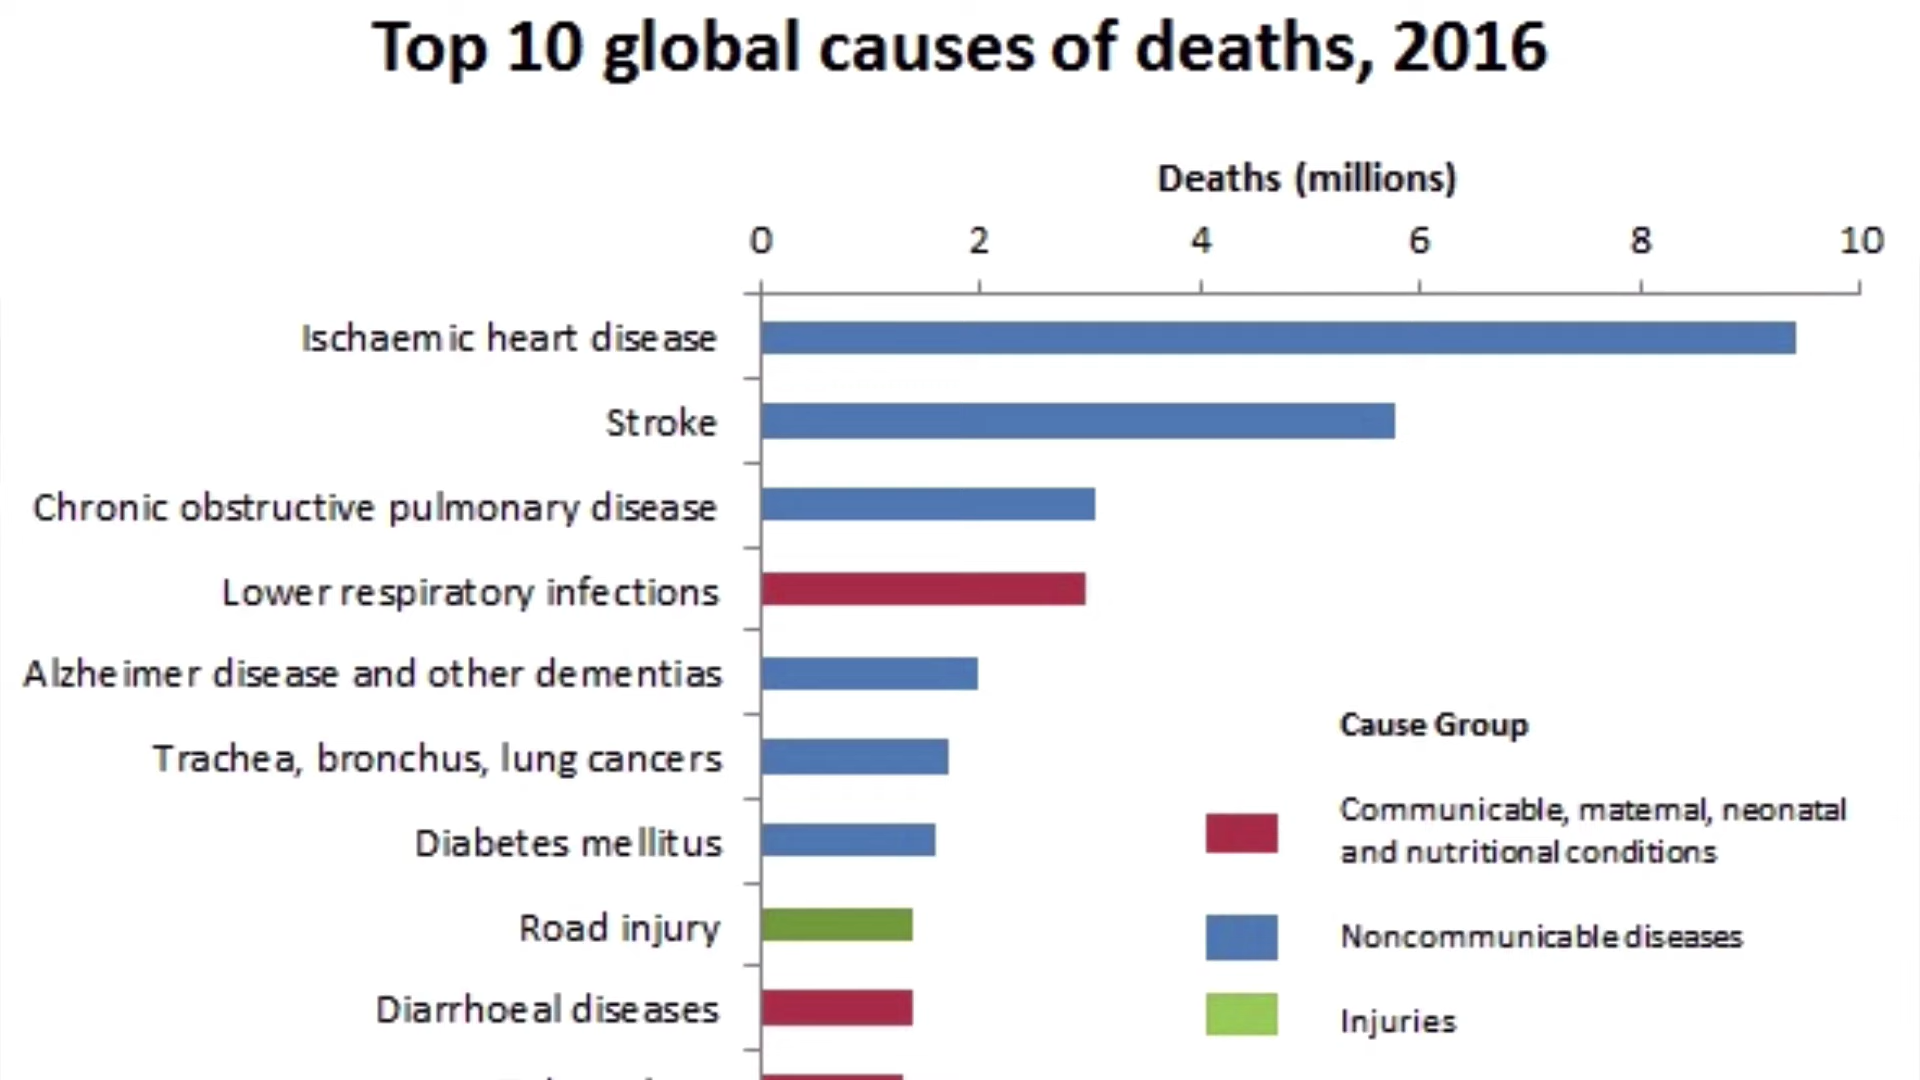 Top 10 global causes of deaths, 2016
Deaths (millions)
0 2 4 6 8 10
Ischaemic heart disease
Stroke
Chronic obstructive pulmonary disease
Lower respiratory infections
Alzheimer disease and other dementias
Trachea, bronchus, lung cancers
Diabetes mellitus
Road injury
Diarrhoeal diseases
Cause Group
Communicable, maternal, neonatal
and nutritional conditions
Noncommunicable diseases
Injuries